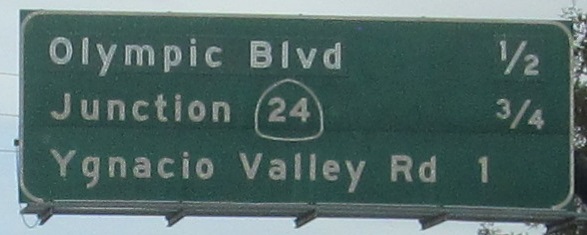 Olympic Blvd 1/2
Junction 24 3/4
Ygnacio Valley Rd 1